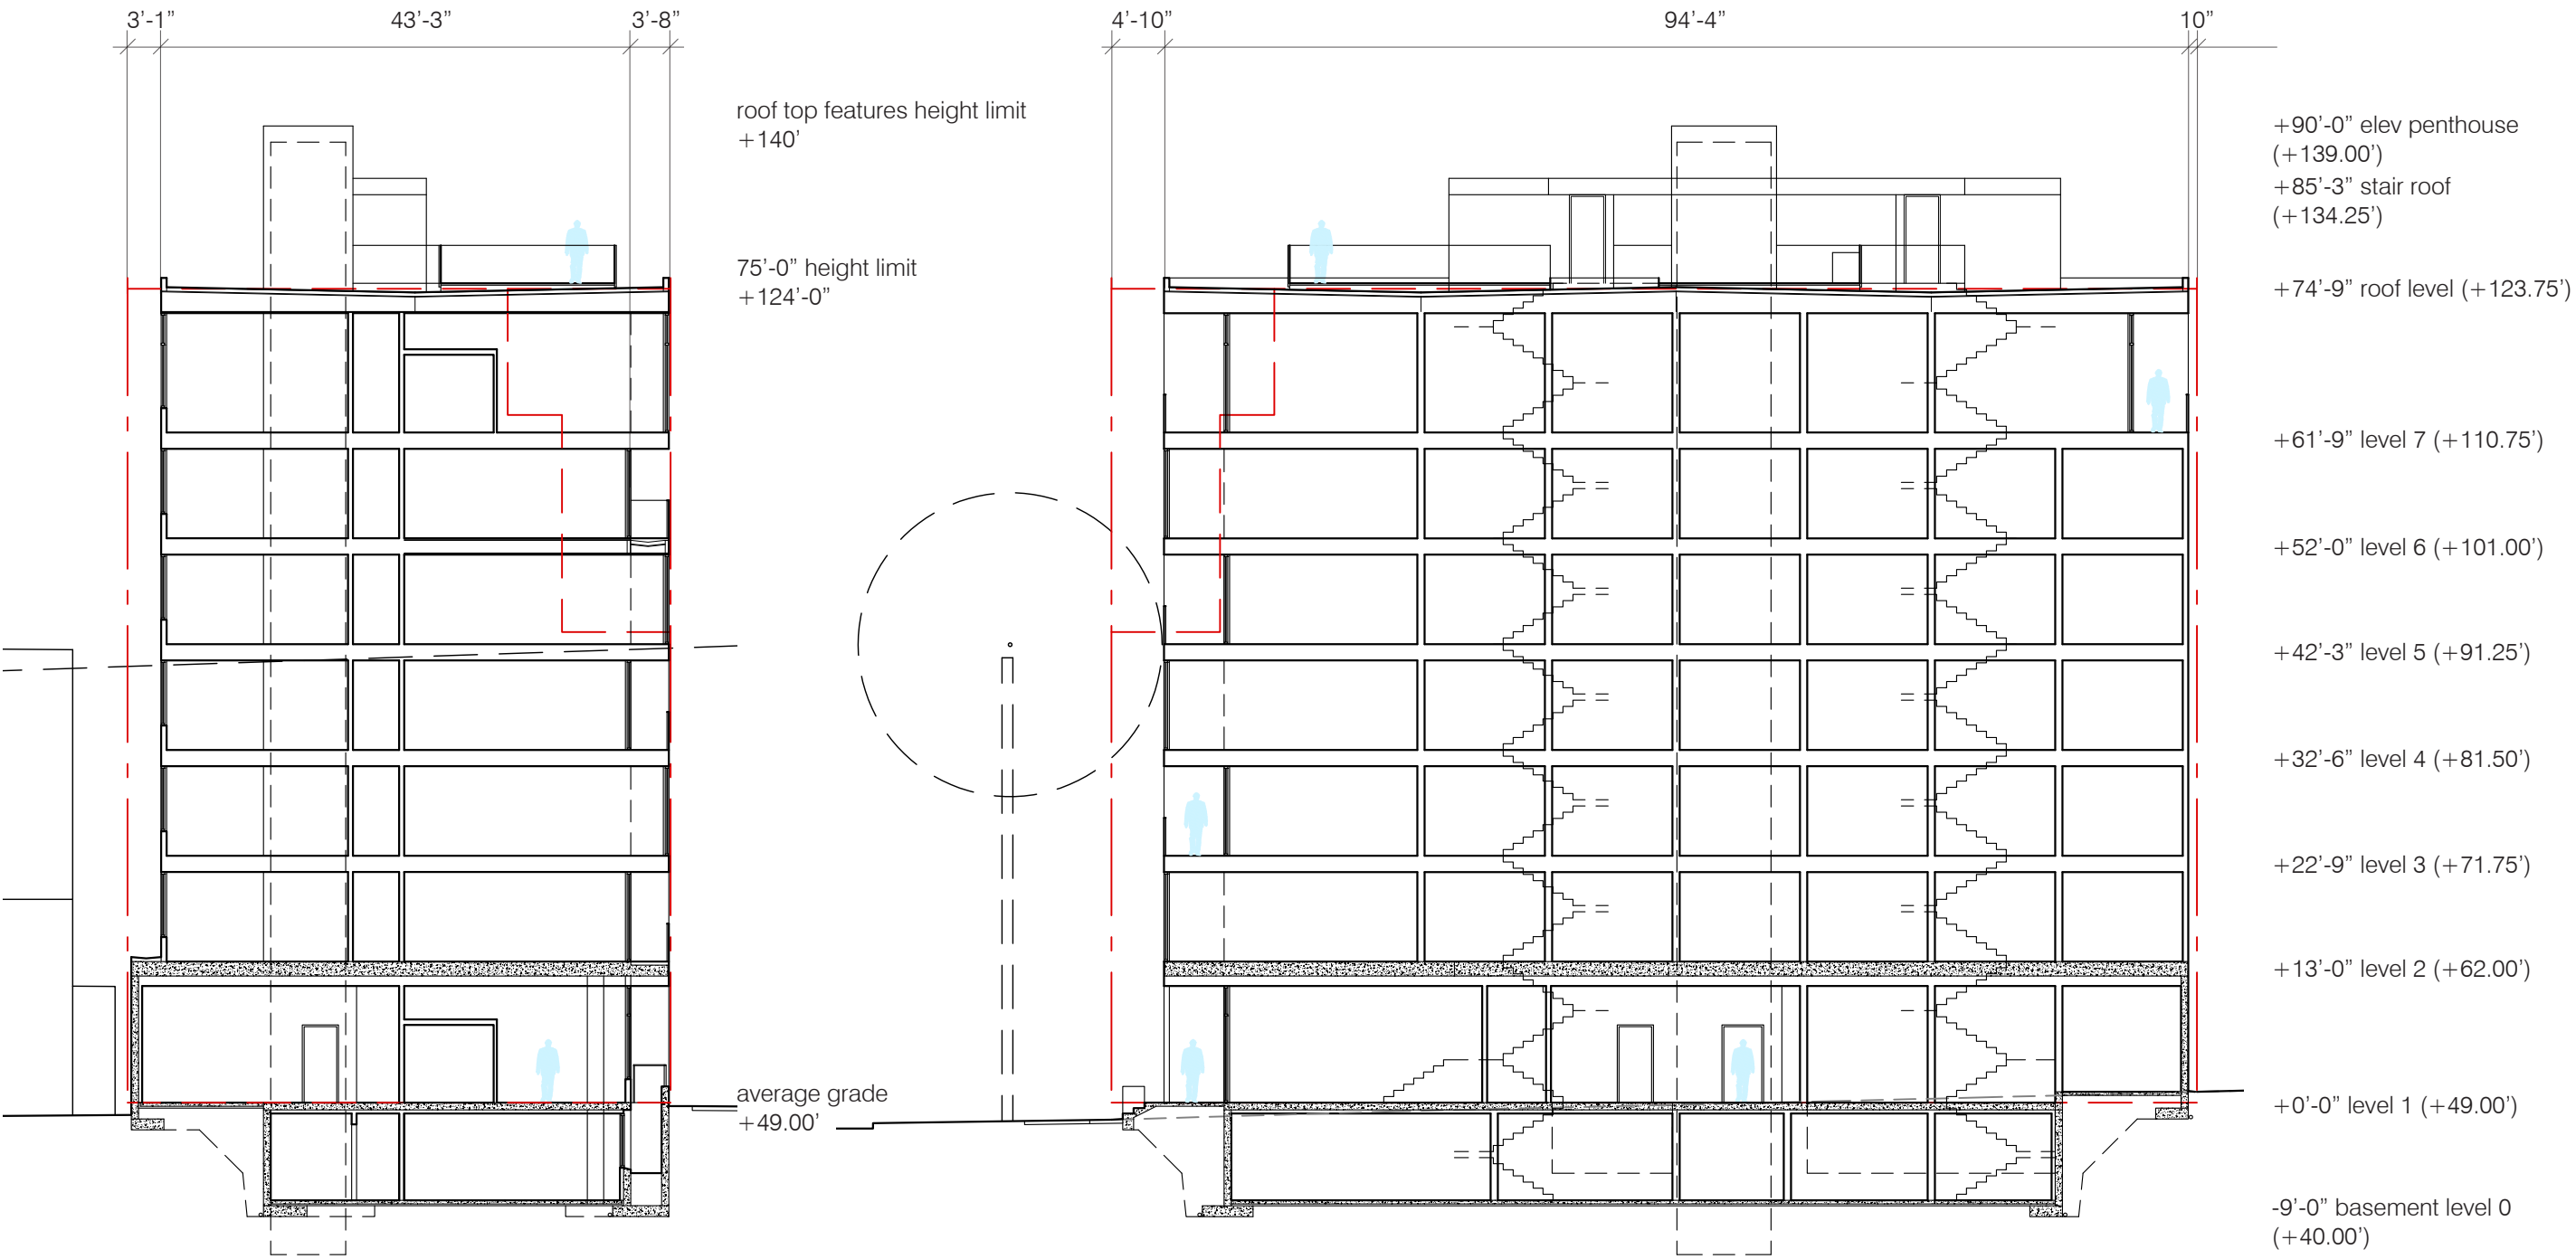 3’-1” 43’-3” 3’-8” 4’-10” 94’-4” 10”
roof top features height limit
+140’
75’-0” height limit
+124’-0”
average grade
+49.00’
+90’-0” elev penthouse
(+139.00’)
+85’-3” stair roof
(+134.25’)
+74’-9” roof level (+123.75’)
+61’-9” level 7 (+110.75’)
+52’-0” level 6 (+101.00’)
+42’-3” level 5 (+91.25’)
+32’-6” level 4 (+81.50’)
+22’-9” level 3 (+71.75’)
+13’-0” level 2 (+62.00’)
+0’-0” level 1 (+49.00’)
-9’-0” basement level 0
(+40.00’)